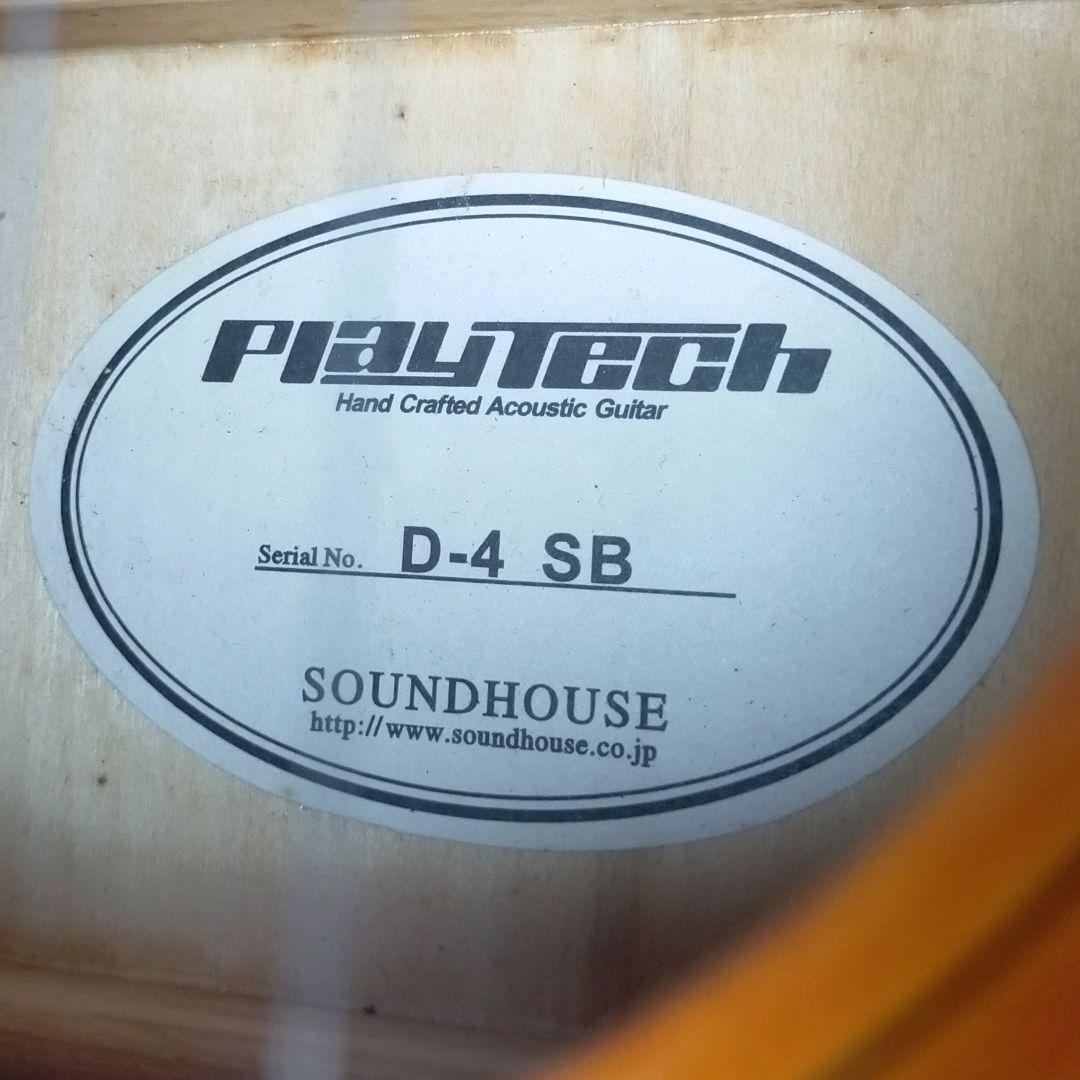 PlayTech
Hand Crafted Acoustic Guitar
Serial No. D-4 SB
SOUNDHOUSE
http://www.soundhouse.co.jp